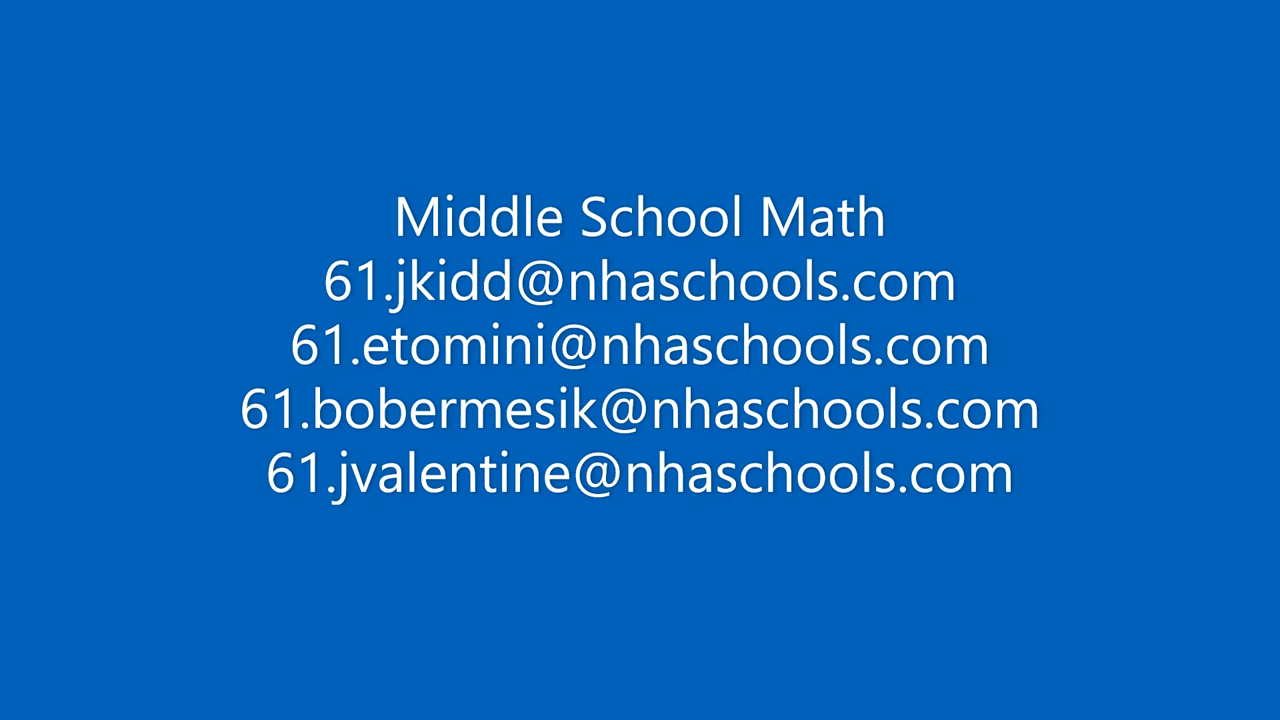 Middle School Math
61.jkidd@nhaschools.com
61.etomini@nhaschools.com
61.bobermesik@nhaschools.com
61.jvalentine@nhaschools.com